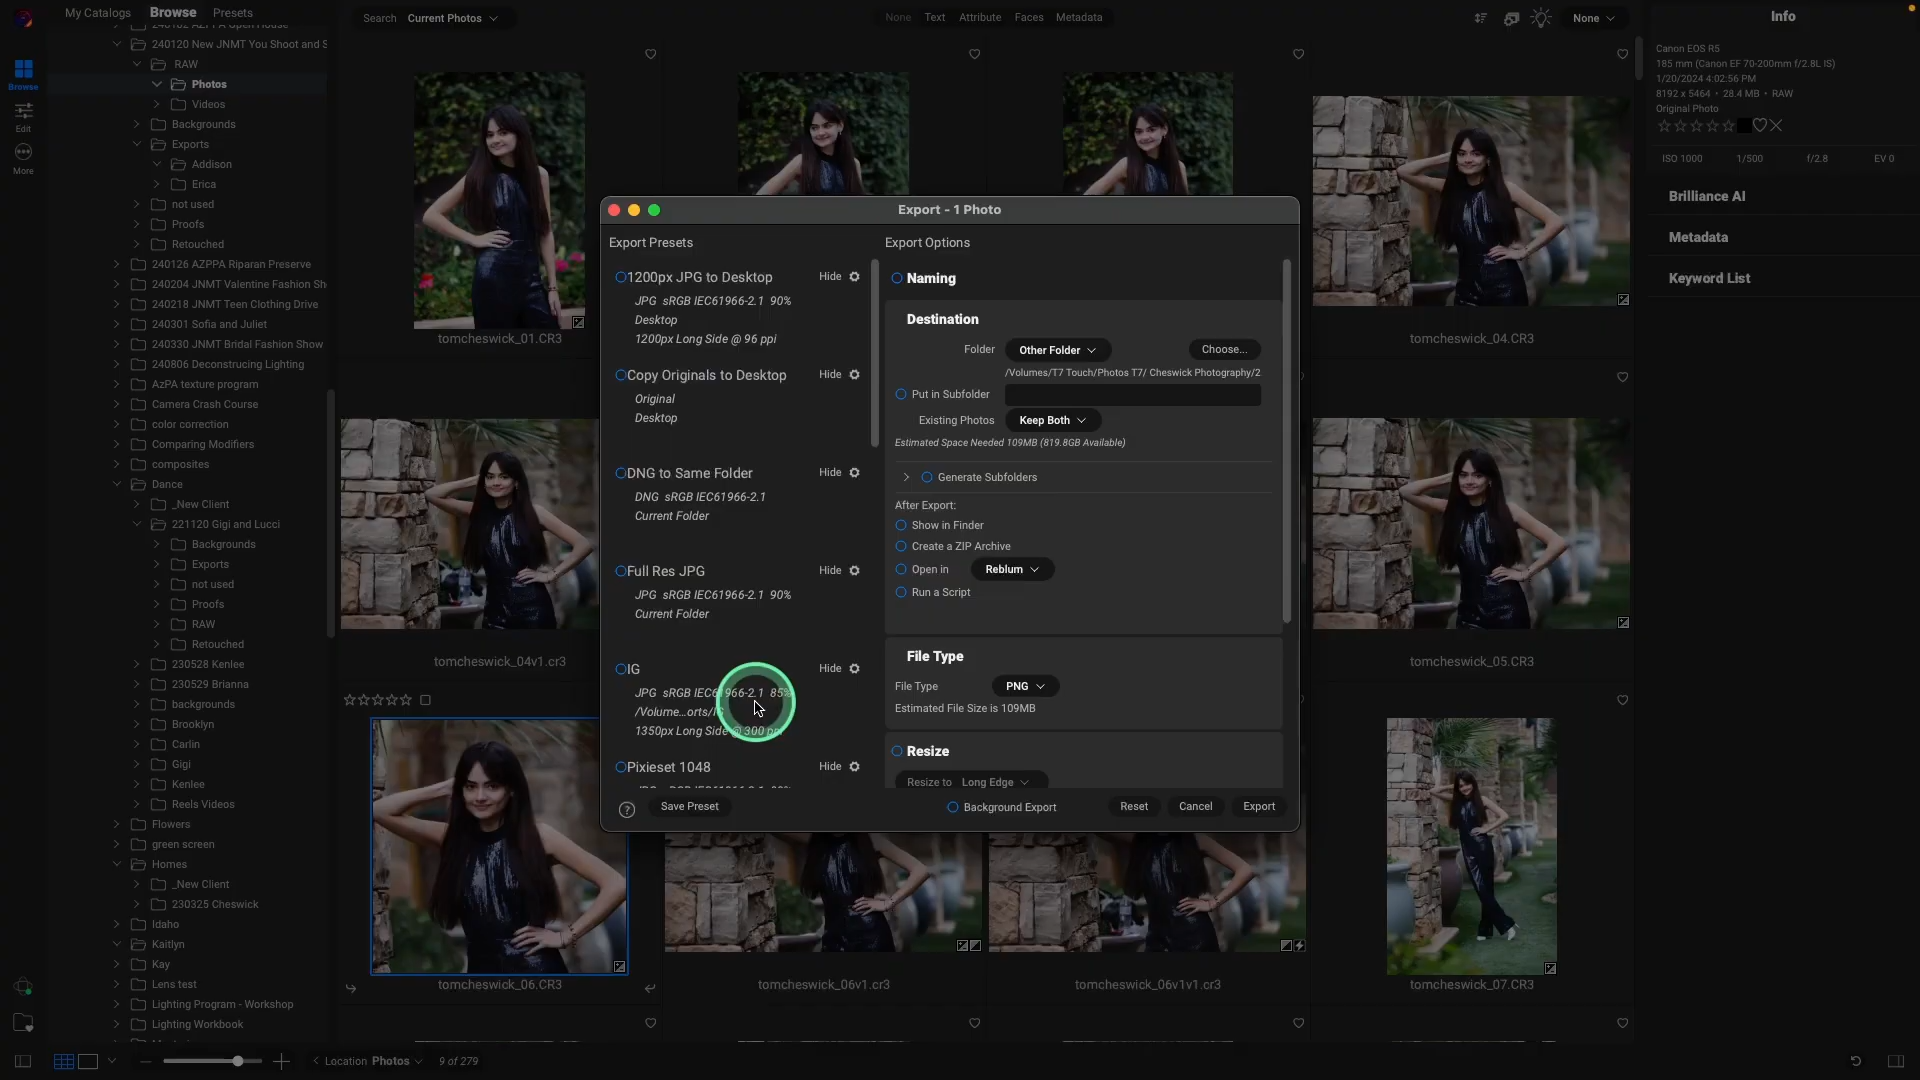 My Catalogs Browse Presets
Search Current Photos
None Text Attribute Faces Metadata
None
Info
Browse
Edit
More
240120 New JNMT You Shoot and S
RAW
Photos
Videos
Backgrounds
Exports
Addison
Erica
not used
Proofs
Retouched
240126 AZPPA Riparan Preserve
240204 JNMT Valentine Fashion Sh
240218 JNMT Teen Clothing Drive
240301 Sofia and Juliet
240330 JNMT Bridal Fashion Show
240806 Deconstrucing Lighting
AzPA texture program
Camera Crash Course
color correction
Comparing Modifiers
composites
Dance
_New Client
221120 Gigi and Lucci
Backgrounds
Exports
not used
Proofs
RAW
Retouched
230528 Kenlee
230529 Brianna
backgrounds
Brooklyn
Carlin
Gigi
Kenlee
Reels Videos
Flowers
green screen
Homes
_New Client
230325 Cheswick
Idaho
Kaitlyn
Kay
Lens test
Lighting Program - Workshop
Lighting Workbook
tomcheswick_01.CR3
tomcheswick_04.CR3
tomcheswick_04v1.cr3
tomcheswick_05.CR3
tomcheswick_06.CR3
tomcheswick_06v1.cr3
tomcheswick_06v1v1.cr3
tomcheswick_07.CR3
Export - 1 Photo
Export Presets
1200px JPG to Desktop Hide
JPG sRGB IEC61966-2.1 90%
Desktop
1200px Long Side @ 96 ppi
Copy Originals to Desktop Hide
Original
Desktop
DNG to Same Folder Hide
DNG sRGB IEC61966-2.1
Current Folder
Full Res JPG Hide
JPG sRGB IEC61966-2.1 90%
Current Folder
IG Hide
JPG sRGB IEC61966-2.1 85%
/Volume...orts/IG
1350px Long Side @ 300 ppi
Pixieset 1048 Hide
Save Preset
Export Options
Naming
Destination
Folder Other Folder Choose...
/Volumes/T7 Touch/Photos T7/ Cheswick Photography/2
Put in Subfolder
Existing Photos Keep Both
Estimated Space Needed 109MB (819.8GB Available)
Generate Subfolders
After Export:
Show in Finder
Create a ZIP Archive
Open in Reblum
Run a Script
File Type
File Type PNG
Estimated File Size is 109MB
Resize
Resize to Long Edge
Background Export Reset Cancel Export
Canon EOS R5
185 mm (Canon EF 70-200mm f/2.8L IS)
1/20/2024 4:02:56 PM
8192 x 5464 • 28.4 MB • RAW
Original Photo
ISO 1000 1/500 f/2.8 EV 0
Brilliance AI
Metadata
Keyword List
Location Photos 9 of 279